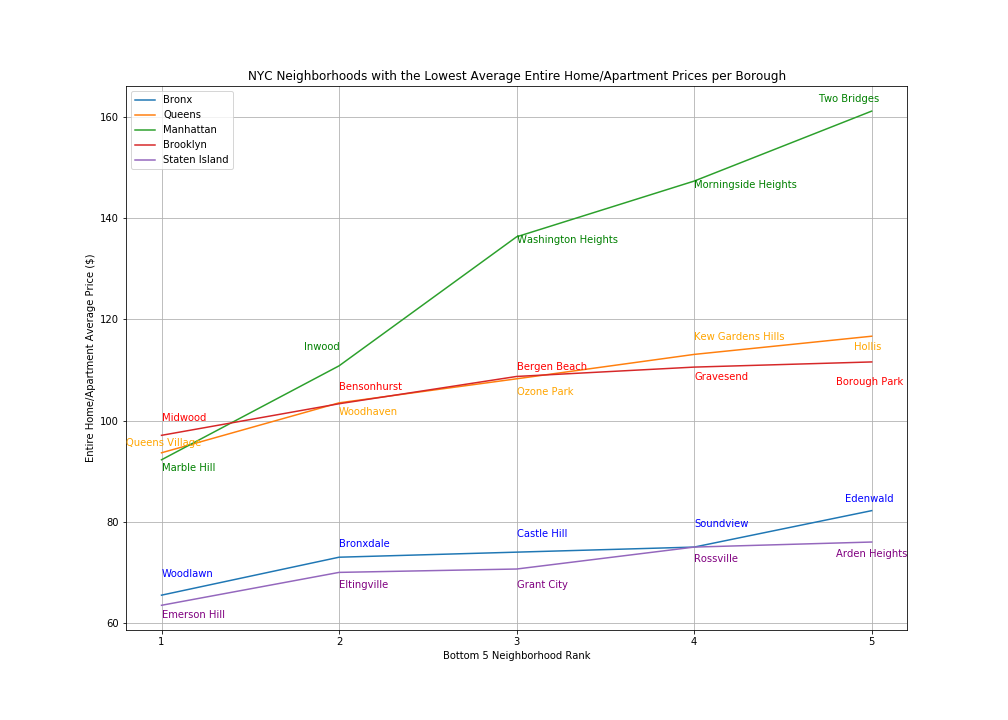 NYC Neighborhoods with the Lowest Average Entire Home/Apartment Prices per Borough
Bronx
Queens
Manhattan
Brooklyn
Staten Island
Two Bridges
Morningside Heights
Washington Heights
Inwood
Kew Gardens Hills
Hollis
Bergen Beach
Gravesend
Borough Park
Bensonhurst
Ozone Park
Woodhaven
Midwood
Queens Village
Marble Hill
Edenwald
Soundview
Castle Hill
Bronxdale
Arden Heights
Rossville
Woodlawn
Eltingville
Grant City
Emerson Hill
160
140
120
100
80
60
Entire Home/Apartment Average Price ($)
1 2 3 4 5
Bottom 5 Neighborhood Rank